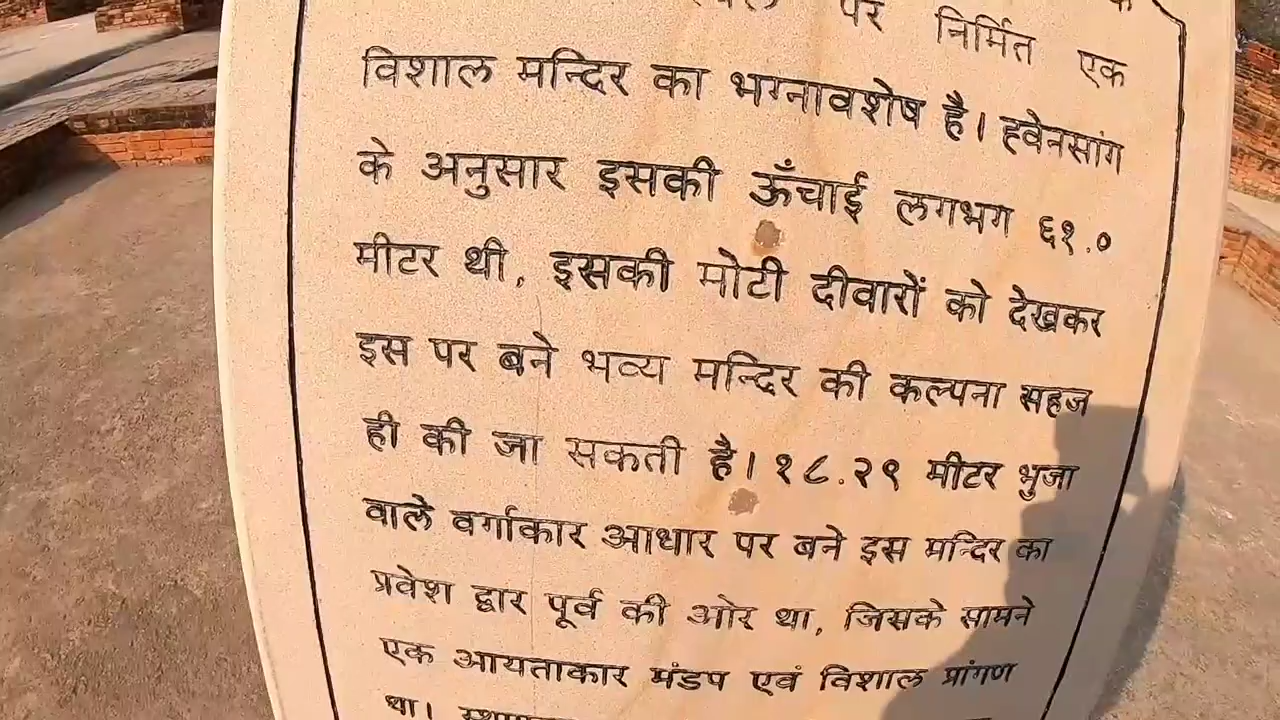 पर निर्मित एक
विशाल मन्दिर का भग्नावशेष है। ह्वेनसांग
के अनुसार इसकी ऊँचाई लगभग ६१.०
मीटर थी, इसकी मोटी दीवारों को देखकर
इस पर बने भव्य मन्दिर की कल्पना सहज
ही की जा सकती है। १८.२९ मीटर भुजा
वाले वर्गाकार आधार पर बने इस मन्दिर का
प्रवेश द्वार पूर्व की ओर था, जिसके सामने
एक आयताकार मंडप एवं विशाल प्रांगण
था।